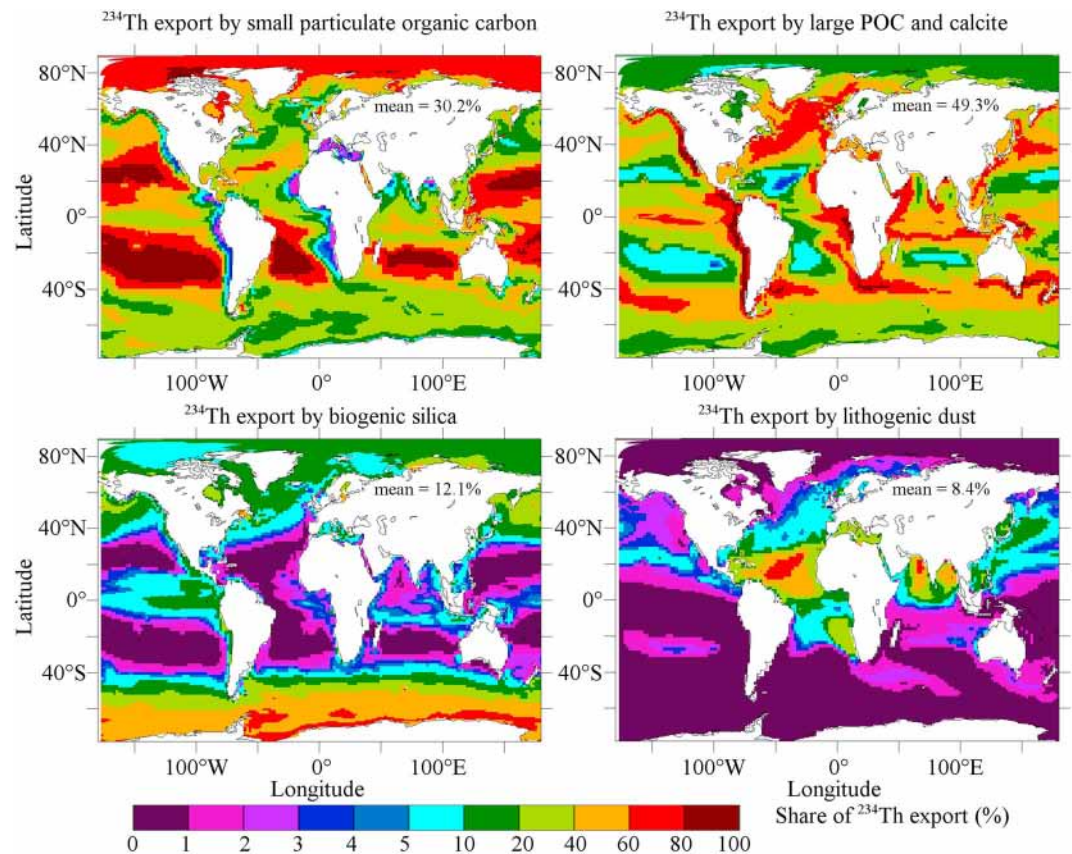 ²³⁴Th export by small particulate organic carbon
²³⁴Th export by large POC and calcite
80°N
40°N
0°
40°S
Latitude
mean = 30.2%
100°W
0°
100°E
80°N
40°N
0°
40°S
mean = 49.3%
100°W
0°
100°E
²³⁴Th export by biogenic silica
²³⁴Th export by lithogenic dust
80°N
40°N
0°
40°S
Latitude
mean = 12.1%
100°W
0°
100°E
Longitude
80°N
40°N
0°
40°S
mean = 8.4%
100°W
0°
100°E
Longitude
0 1 2 3 4 5 10 20 40 60 80 100
Share of ²³⁴Th export (%)